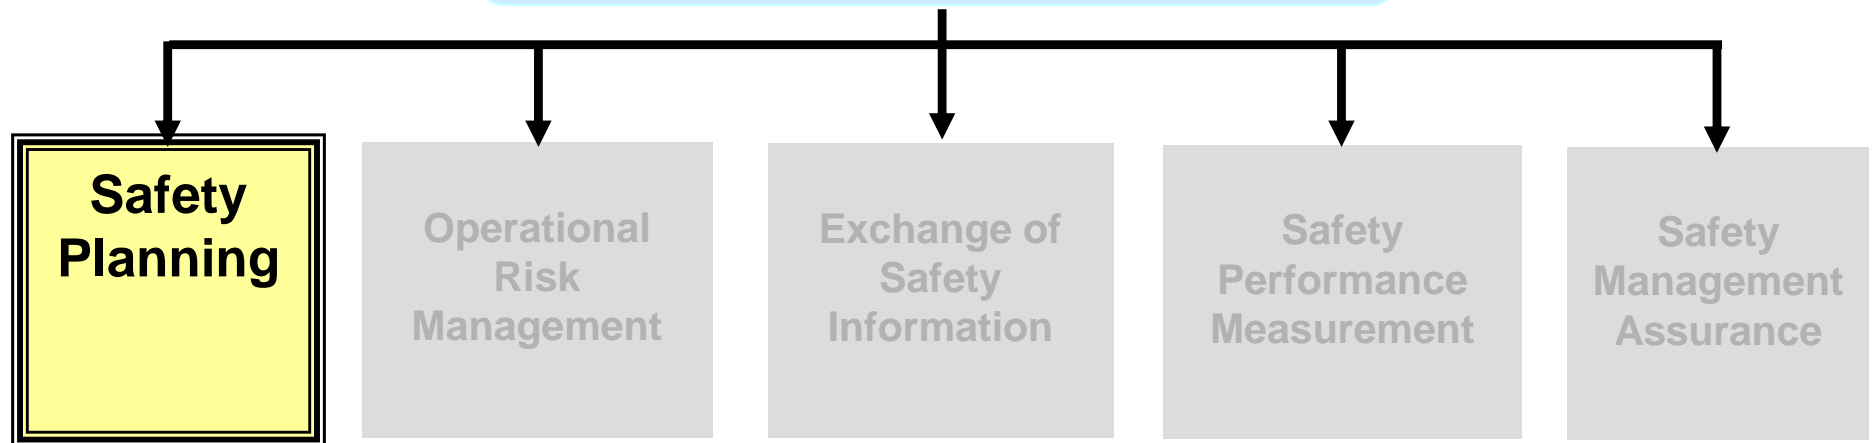 Safety
Planning
Operational
Risk
Management
Exchange of
Safety
Information
Safety
Performance
Measurement
Safety
Management
Assurance